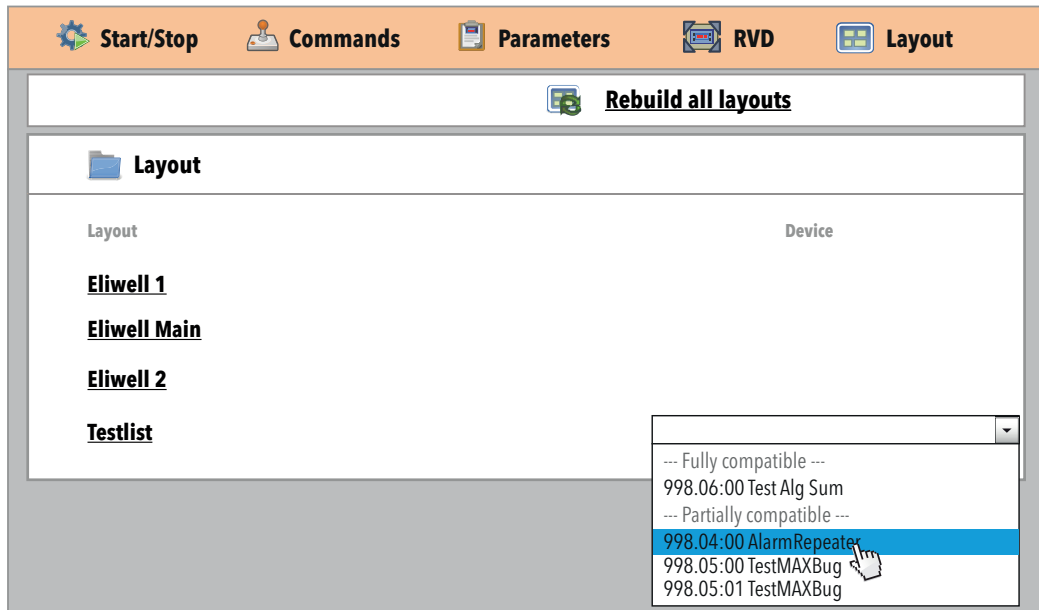 Start/Stop Commands Parameters RVD Layout
Rebuild all layouts
Layout
Layout Device
Eliwell 1
Eliwell Main
Eliwell 2
Testlist
--- Fully compatible ---
998.06:00 Test Alg Sum
--- Partially compatible ---
998.04:00 AlarmRepeater
998.05:00 TestMAXBug
998.05:01 TestMAXBug